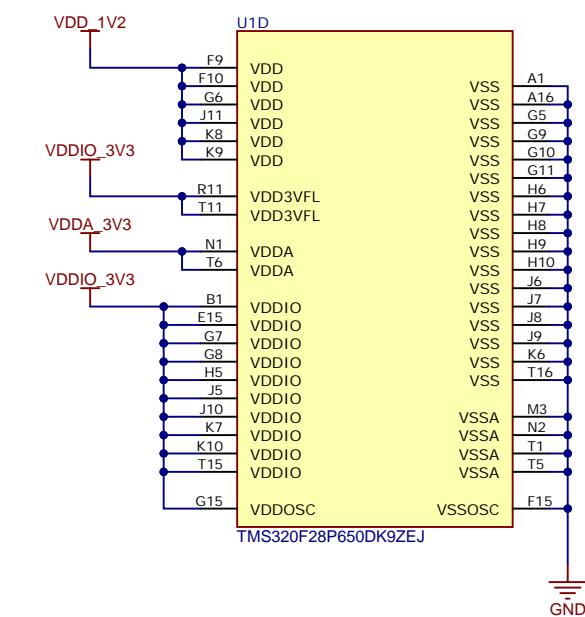 VDD_1V2
U1D
F9 VDD
F10 VDD
VSS A1
G6 VDD
VSS A16
J11 VDD
VSS G5
K8 VDD
VSS G9
K9 VDD
VSS G10
VDDIO_3V3
VSS G11
R11 VDD3VFL
VSS H6
T11 VDD3VFL
VSS H7
VDDA_3V3
VSS H8
N1 VDDA
VSS H9
T6 VDDA
VSS H10
VDDIO_3V3
VSS J6
B1 VDDIO
VSS J7
E15 VDDIO
VSS J8
G7 VDDIO
VSS J9
G8 VDDIO
VSS K6
H5 VDDIO
VSS T16
J5 VDDIO
J10 VDDIO
VSSA M3
K7 VDDIO
VSSA N2
K10 VDDIO
VSSA T1
T15 VDDIO
VSSA T5
G15 VDDOSC
VSSOSC F15
TMS320F28P650DK9ZEJ
GND